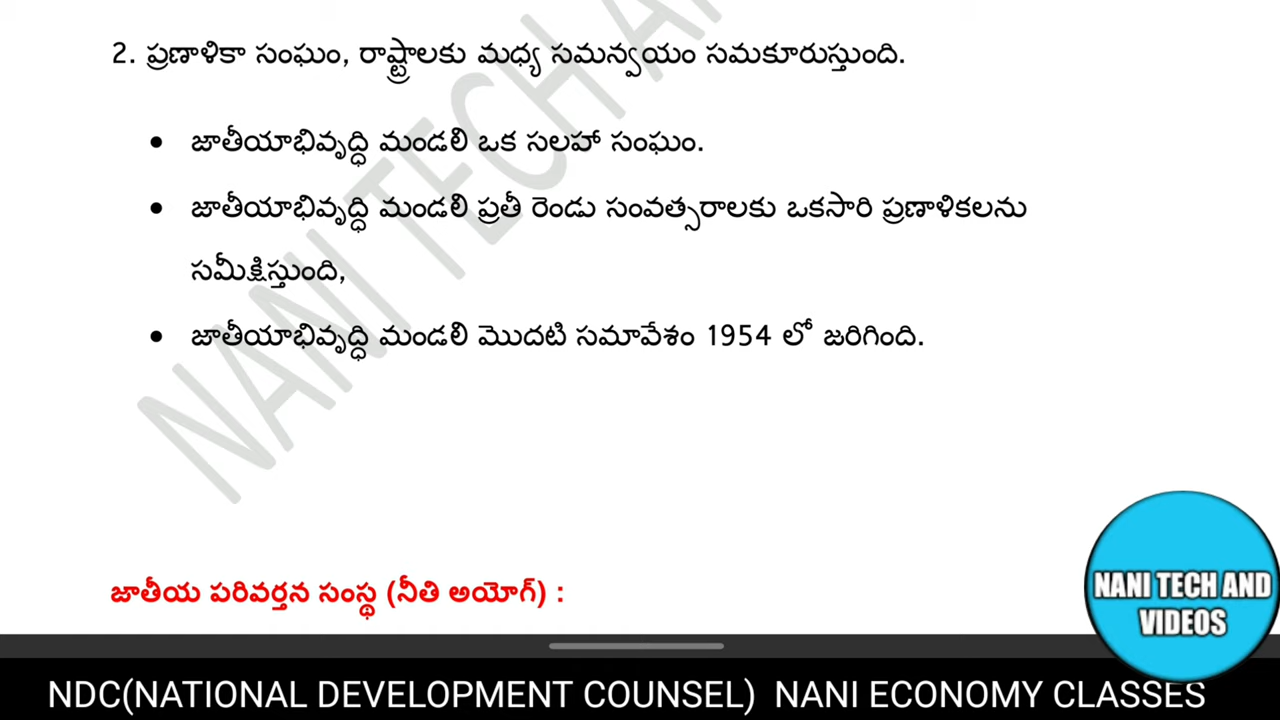 2. ప్రణాళికా సంఘం, రాష్ట్రాలకు మధ్య సమన్వయం సమకూరుస్తుంది.
• జాతీయాభివృద్ధి మండలి ఒక సలహా సంఘం.
• జాతీయాభివృద్ధి మండలి ప్రతీ రెండు సంవత్సరాలకు ఒకసారి ప్రణాళికలను
సమీక్షిస్తుంది,
• జాతీయాభివృద్ధి మండలి మొదటి సమావేశం 1954 లో జరిగింది.
NANI TECH A
జాతీయ పరివర్తన సంస్థ (నీతి అయోగ్) :
NANI TECH AND
VIDEOS
NDC(NATIONAL DEVELOPMENT COUNSEL) NANI ECONOMY CLASSES